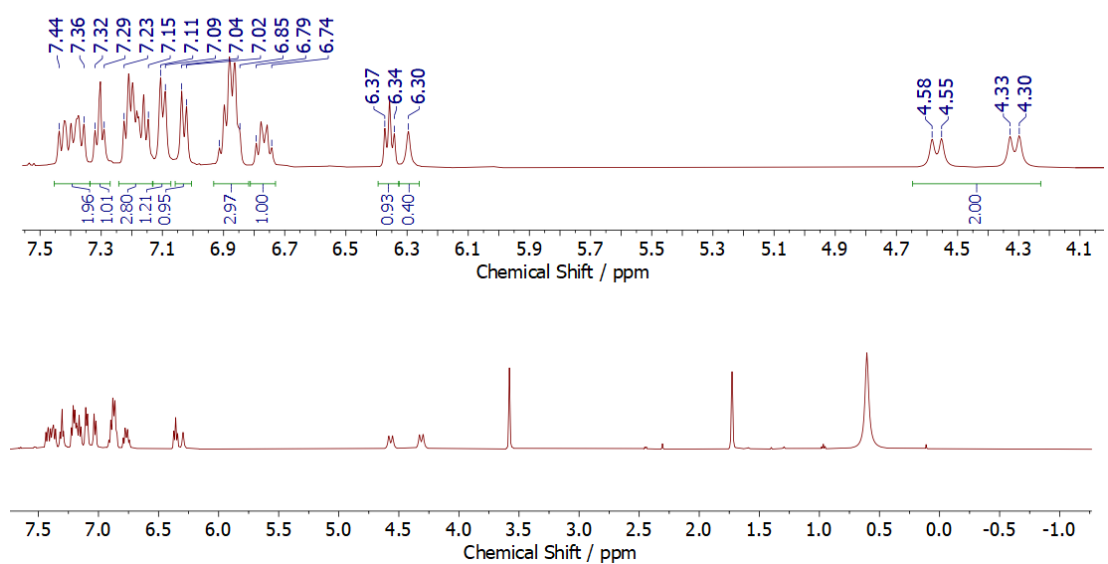 7.44 7.36 7.32 7.29 7.23 7.15 7.11 7.09 7.04 7.02 6.85 6.79 6.74
6.37 6.34 6.30
4.58 4.55 4.33 4.30
1.96 1.01 2.80 1.21 0.95 2.97 1.00 0.93 0.40 2.00
7.5 7.3 7.1 6.9 6.7 6.5 6.3 6.1 5.9 5.7 5.5 5.3 5.1 4.9 4.7 4.5 4.3 4.1
Chemical Shift / ppm
7.5 7.0 6.5 6.0 5.5 5.0 4.5 4.0 3.5 3.0 2.5 2.0 1.5 1.0 0.5 0.0 -0.5 -1.0
Chemical Shift / ppm